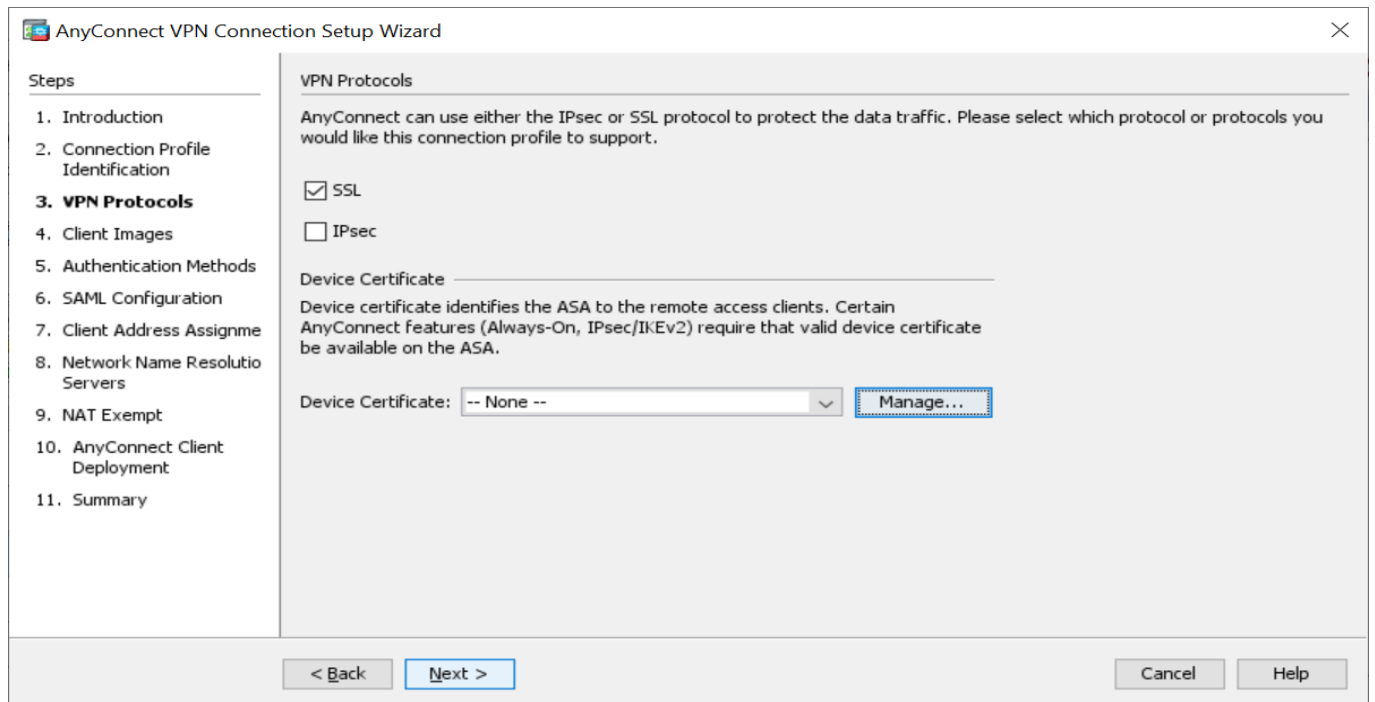 AnyConnect VPN Connection Setup Wizard
Steps
1. Introduction
2. Connection Profile
Identification
3. VPN Protocols
4. Client Images
5. Authentication Methods
6. SAML Configuration
7. Client Address Assignme
8. Network Name Resolutio
Servers
9. NAT Exempt
10. AnyConnect Client
Deployment
11. Summary
VPN Protocols
AnyConnect can use either the IPsec or SSL protocol to protect the data traffic. Please select which protocol or protocols you
would like this connection profile to support.
SSL
IPsec
Device Certificate
Device certificate identifies the ASA to the remote access clients. Certain
AnyConnect features (Always-On, IPsec/IKEv2) require that valid device certificate
be available on the ASA.
Device Certificate: -- None -- Manage...
< Back Next > Cancel Help